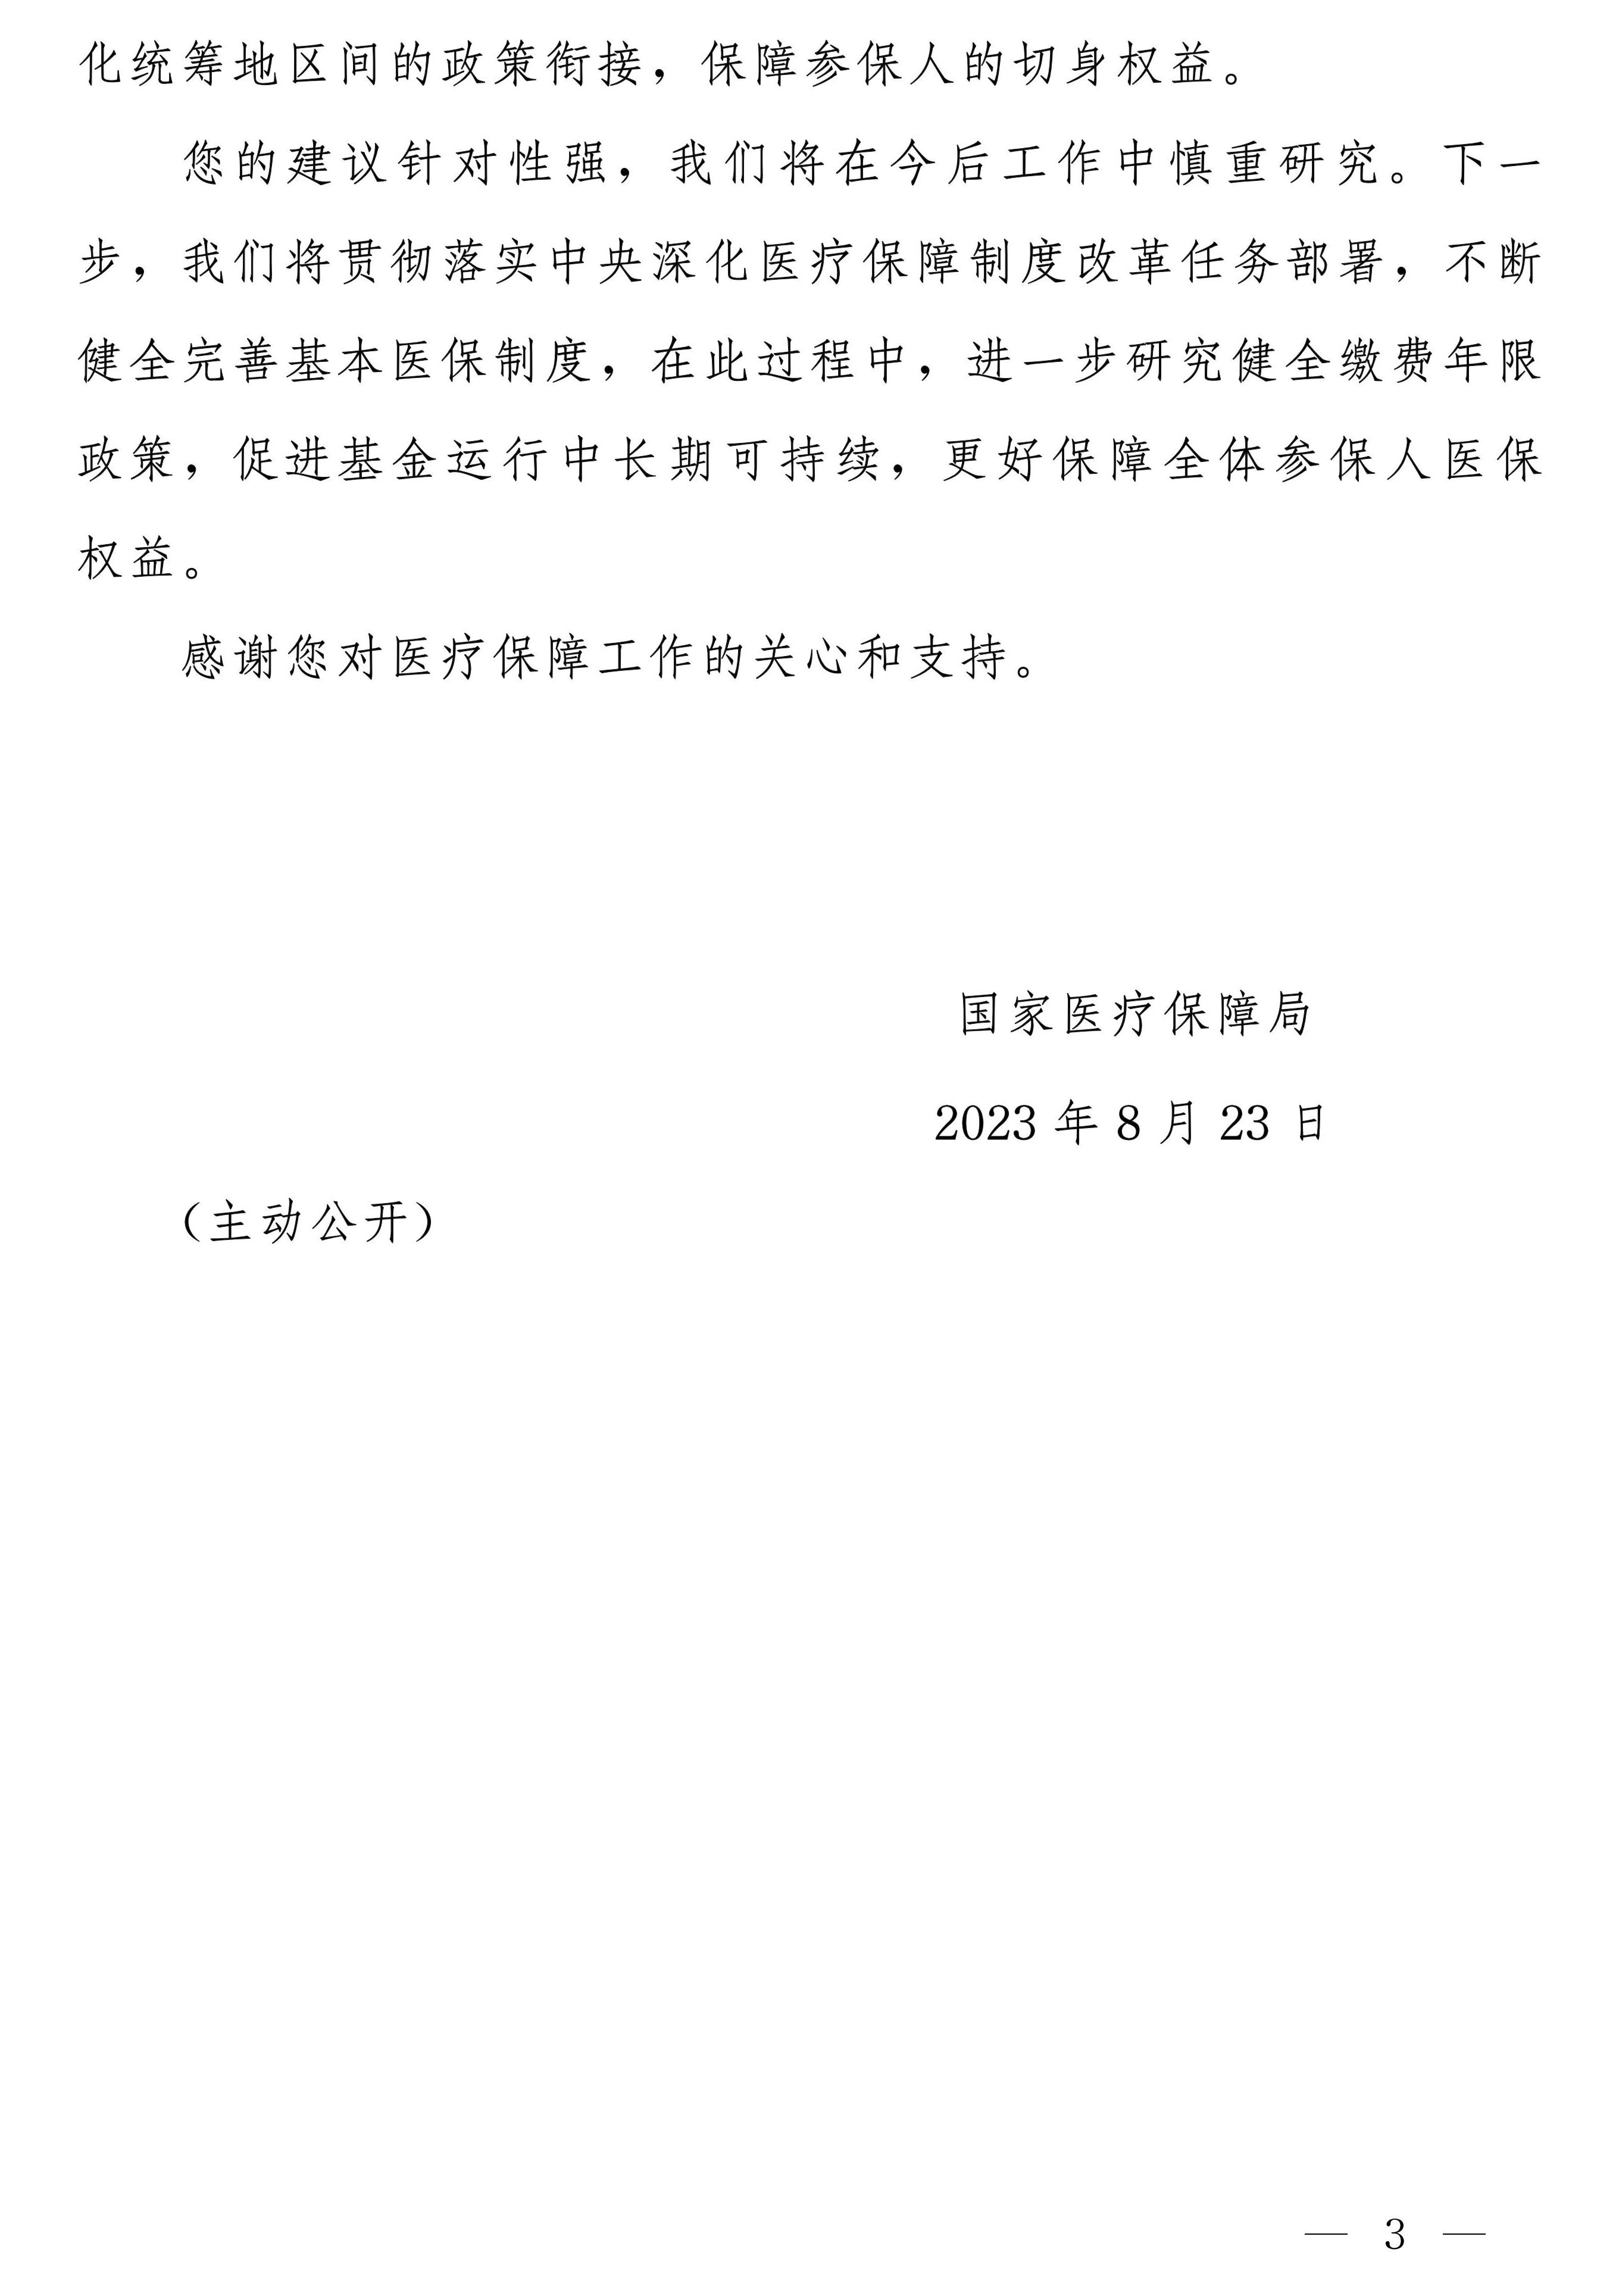 化统筹地区间的政策衔接，保障参保人的切身权益。
您的建议针对性强，我们将在今后工作中慎重研究。下一
步，我们将贯彻落实中央深化医疗保障制度改革任务部署，不断
健全完善基本医保制度，在此过程中，进一步研究健全缴费年限
政策，促进基金运行中长期可持续，更好保障全体参保人医保
权益。
感谢您对医疗保障工作的关心和支持。
国家医疗保障局
2023 年 8 月 23 日
（主动公开）
— 3 —